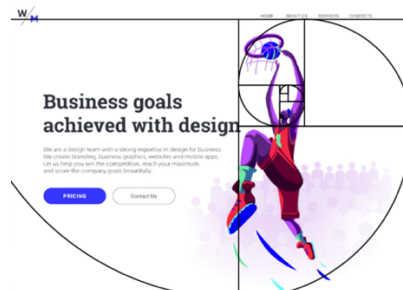 W/M
HOME ABOUT US SERVICES CONTACTS
Business goals
achieved with design
We are a design team with a strong expertise in design for business.
We create branding, business graphics, websites and mobile apps.
Let us help you win the competition, reach your maximum
and score the company goals beautifully.
PRICING Contact Us